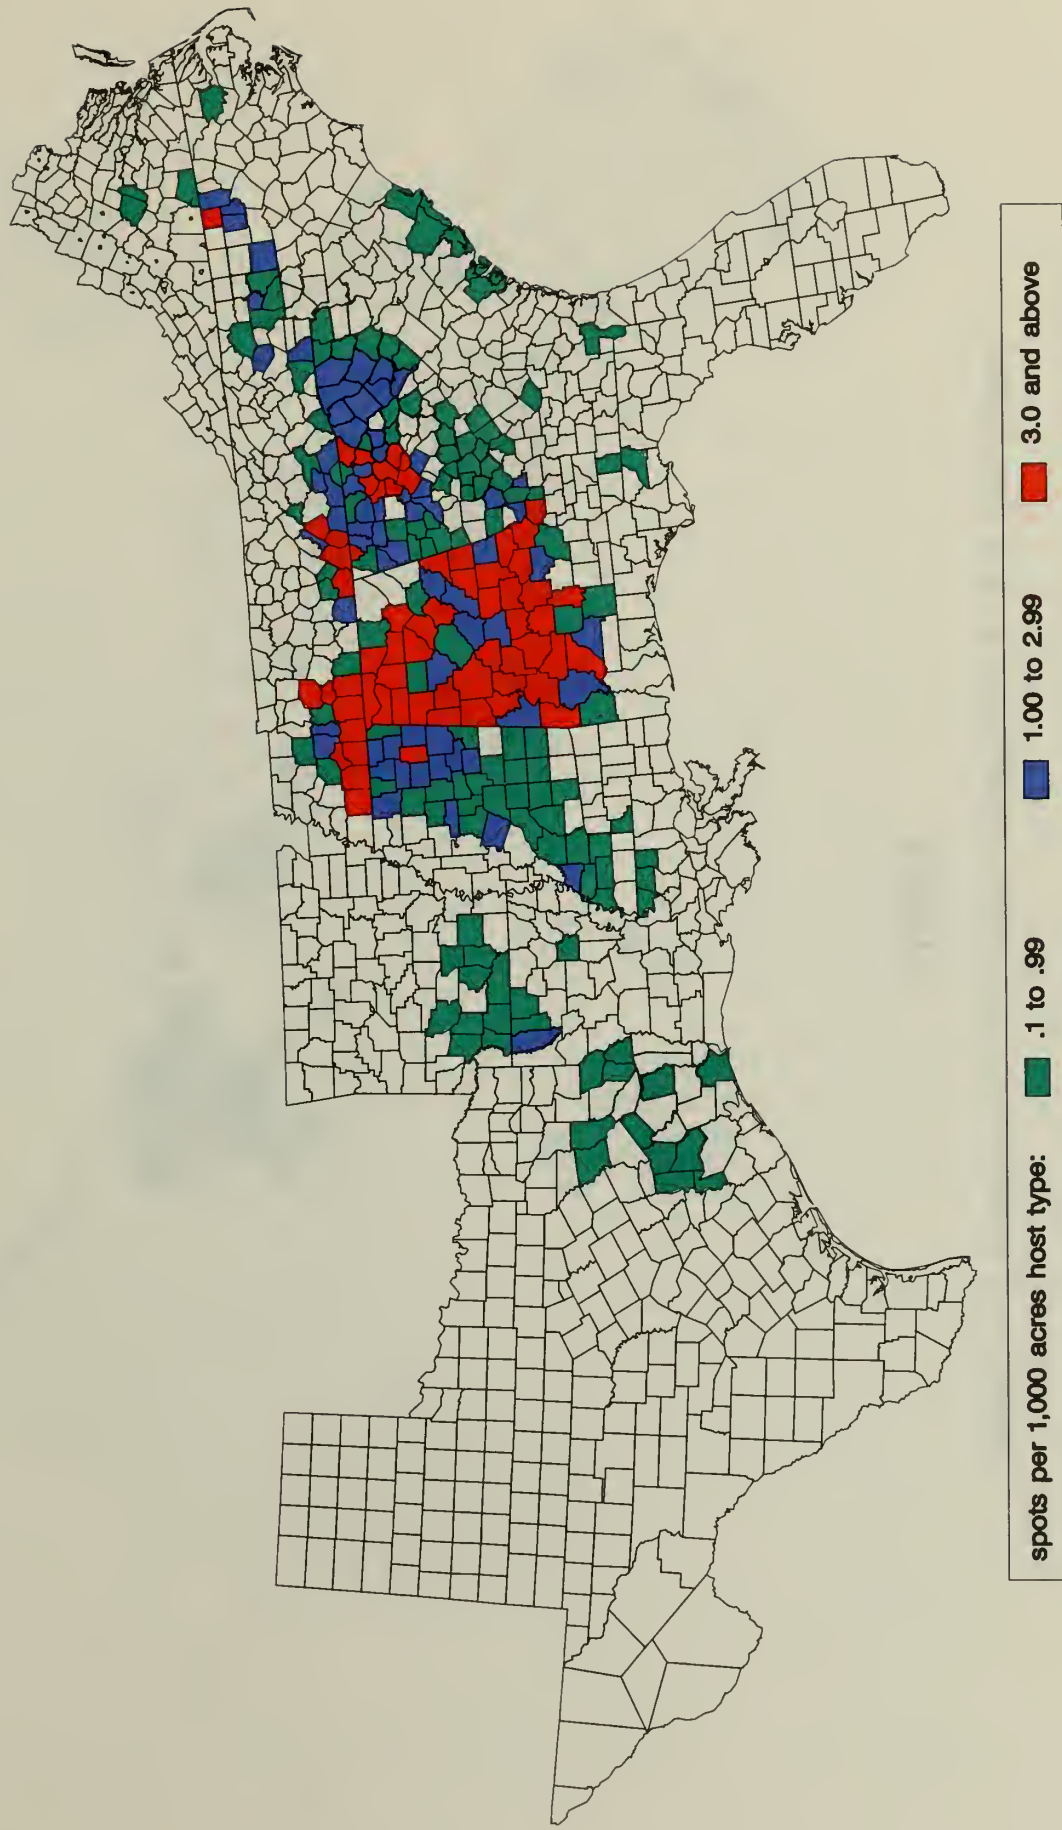 spots per 1,000 acres host type: .1 to .99 1.00 to 2.99 3.0 and above